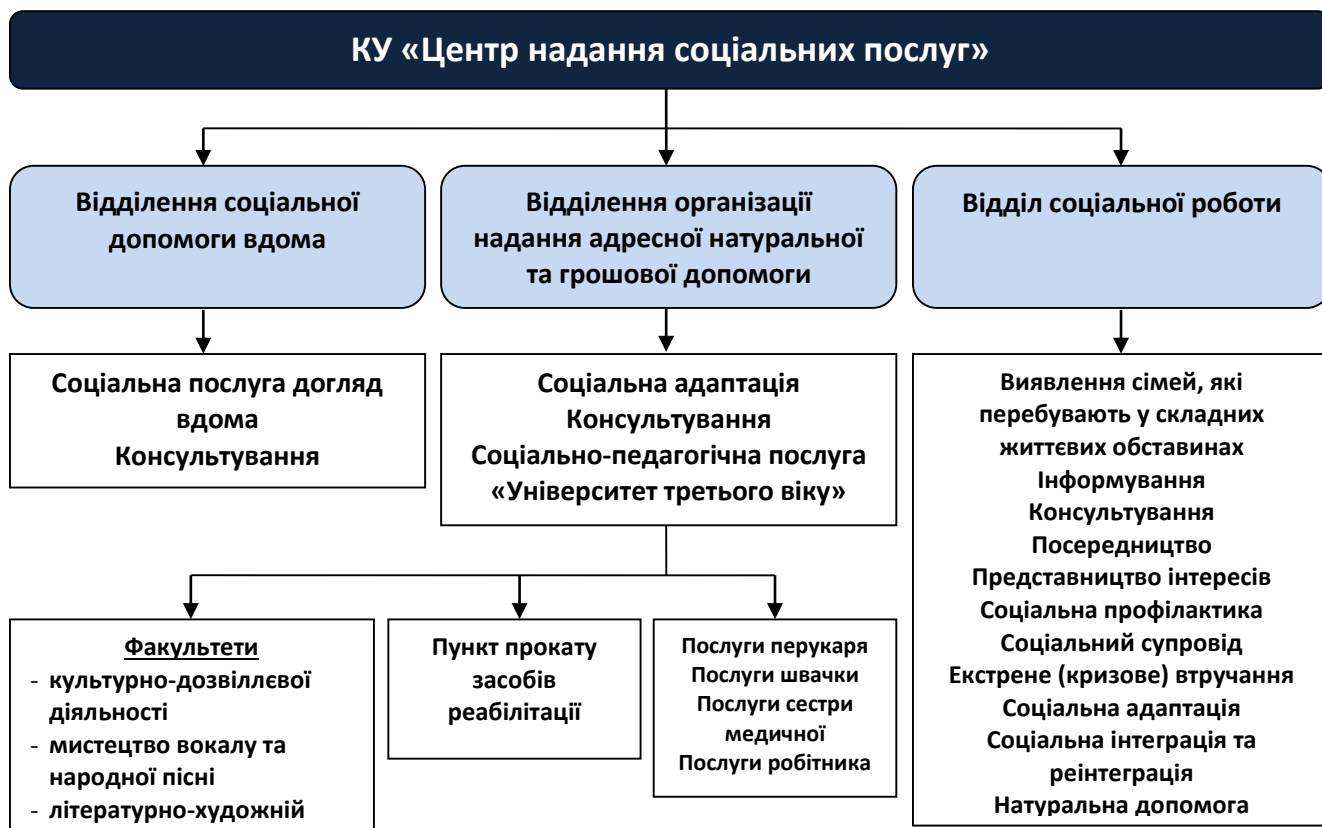 КУ «Центр надання соціальних послуг»
Відділення соціальної
допомоги вдома
Відділення організації
надання адресної натуральної
та грошової допомоги
Відділ соціальної роботи
Соціальна послуга догляд
вдома
Консультування
Соціальна адаптація
Консультування
Соціально-педагогічна послуга
«Університет третього віку»
Виявлення сімей, які
перебувають у складних
життєвих обставинах
Інформування
Консультування
Посередництво
Представництво інтересів
Соціальна профілактика
Соціальний супровід
Екстрене (кризове) втручання
Соціальна адаптація
Соціальна інтеграція та
реінтеграція
Натуральна допомога
Факультети
- культурно-дозвіллєвої
діяльності
- мистецтво вокалу та
народної пісні
- літературно-художній
Пункт прокату
засобів
реабілітації
Послуги перукаря
Послуги швачки
Послуги сестри
медичної
Послуги робітника